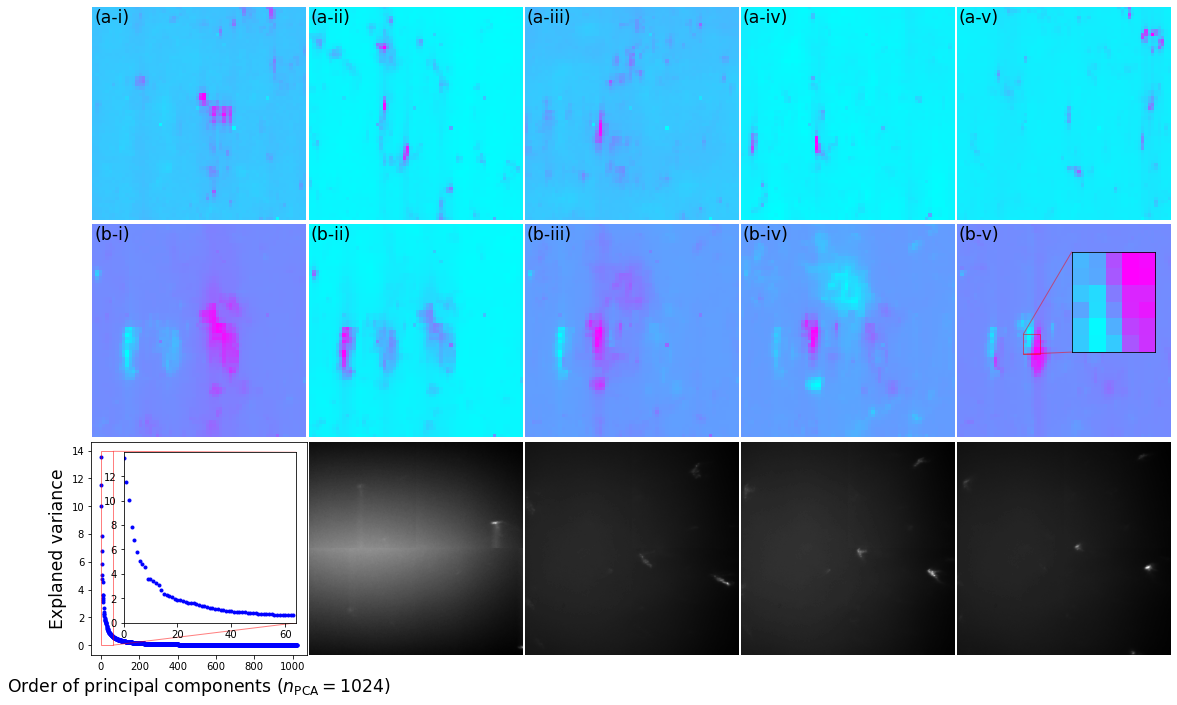 (a-i) (a-ii) (a-iii) (a-iv) (a-v)
(b-i) (b-ii) (b-iii) (b-iv) (b-v)
Explaned variance
14
12
10
8
6
4
2
0
12
10
8
6
4
2
0
0 20 40 60
0 200 400 600 800 1000
Order of principal components (n_PCA = 1024)